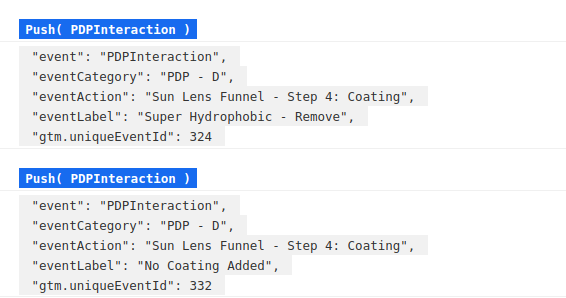 Push( PDPInteraction )
"event": "PDPInteraction",
"eventCategory": "PDP - D",
"eventAction": "Sun Lens Funnel - Step 4: Coating",
"eventLabel": "Super Hydrophobic - Remove",
"gtm.uniqueEventId": 324
Push( PDPInteraction )
"event": "PDPInteraction",
"eventCategory": "PDP - D",
"eventAction": "Sun Lens Funnel - Step 4: Coating",
"eventLabel": "No Coating Added",
"gtm.uniqueEventId": 332